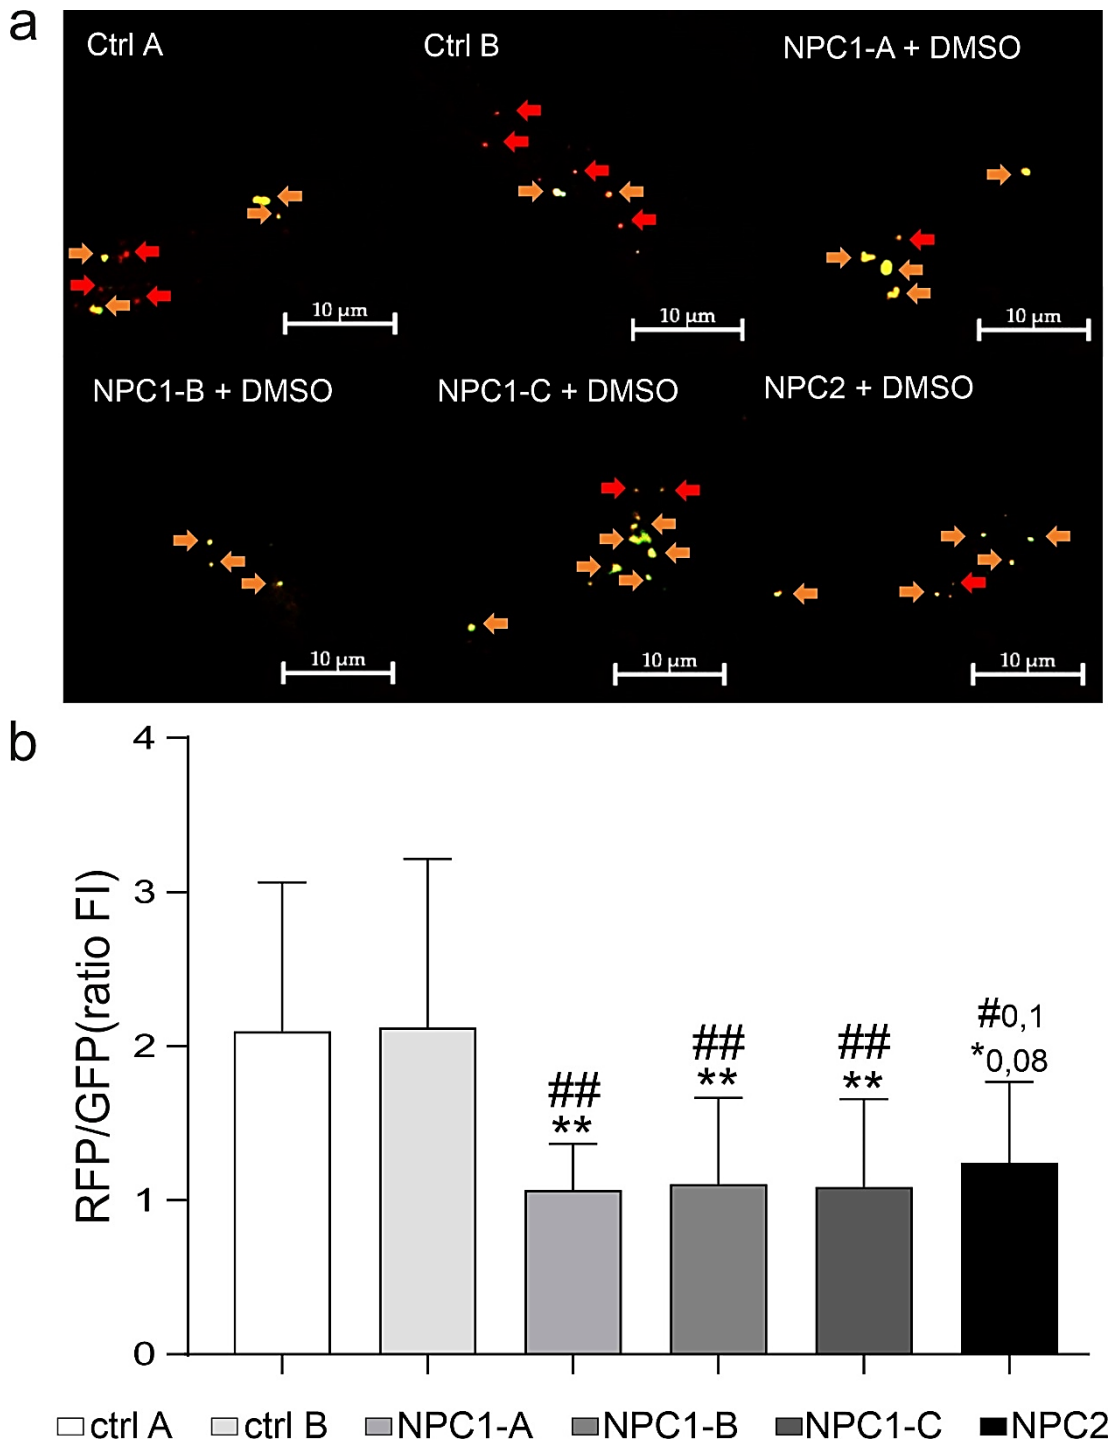 a
Ctrl A
Ctrl B
NPC1-A + DMSO
10 µm
10 µm
10 µm
NPC1-B + DMSO
NPC1-C + DMSO
NPC2 + DMSO
10 µm
10 µm
10 µm
b
RFP/GFP(ratio FI)
4
3
2
1
0
##
**
##
**
##
**
#0,1
*0,08
ctrl A
ctrl B
NPC1-A
NPC1-B
NPC1-C
NPC2